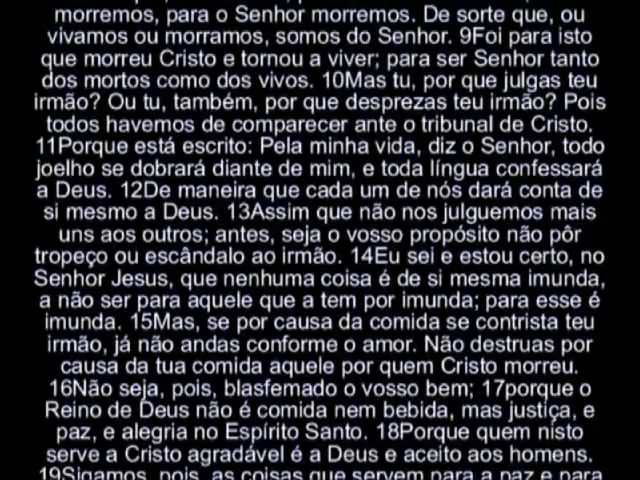 morremos, para o Senhor morremos. De sorte que, ou
vivamos ou morramos, somos do Senhor. 9Foi para isto
que morreu Cristo e tornou a viver; para ser Senhor tanto
dos mortos como dos vivos. 10Mas tu, por que julgas teu
irmão? Ou tu, também, por que desprezas teu irmão? Pois
todos havemos de comparecer ante o tribunal de Cristo.
11Porque está escrito: Pela minha vida, diz o Senhor, todo
joelho se dobrará diante de mim, e toda língua confessará
a Deus. 12De maneira que cada um de nós dará conta de
si mesmo a Deus. 13Assim que não nos julguemos mais
uns aos outros; antes, seja o vosso propósito não pôr
tropeço ou escândalo ao irmão. 14Eu sei e estou certo, no
Senhor Jesus, que nenhuma coisa é de si mesma imunda,
a não ser para aquele que a tem por imunda; para esse é
imunda. 15Mas, se por causa da comida se contrista teu
irmão, já não andas conforme o amor. Não destruas por
causa da tua comida aquele por quem Cristo morreu.
16Não seja, pois, blasfemado o vosso bem; 17porque o
Reino de Deus não é comida nem bebida, mas justiça, e
paz, e alegria no Espírito Santo. 18Porque quem nisto
serve a Cristo agradável é a Deus e aceito aos homens.
19Sigamos, pois, as coisas que servem para a paz e para